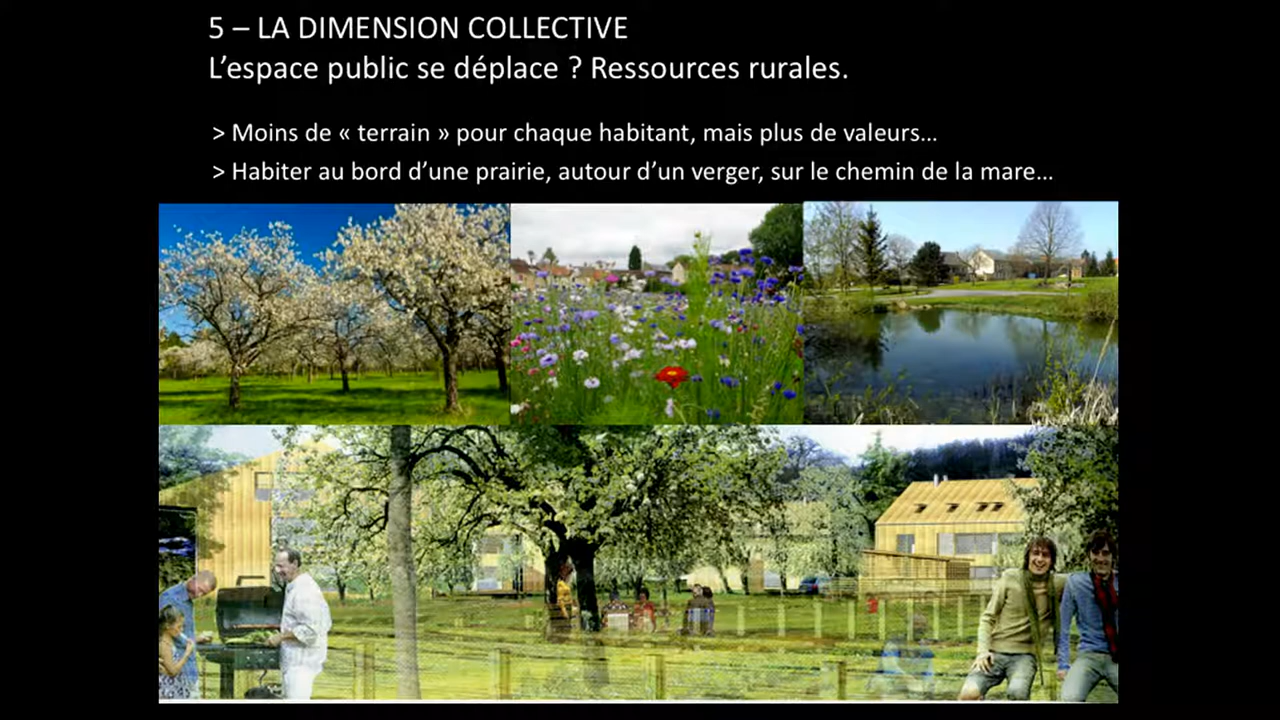 5 – LA DIMENSION COLLECTIVE
L’espace public se déplace ? Ressources rurales.
> Moins de « terrain » pour chaque habitant, mais plus de valeurs…
> Habiter au bord d’une prairie, autour d’un verger, sur le chemin de la mare…